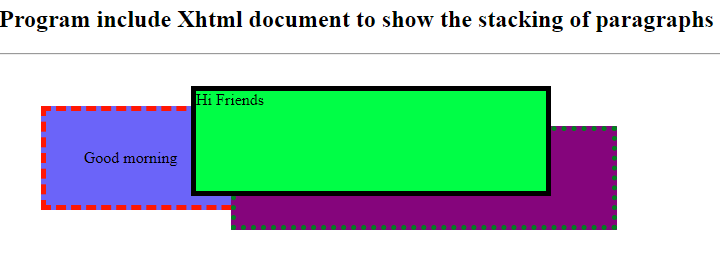 Program include Xhtml document to show the stacking of paragraphs
Hi Friends
Good morning